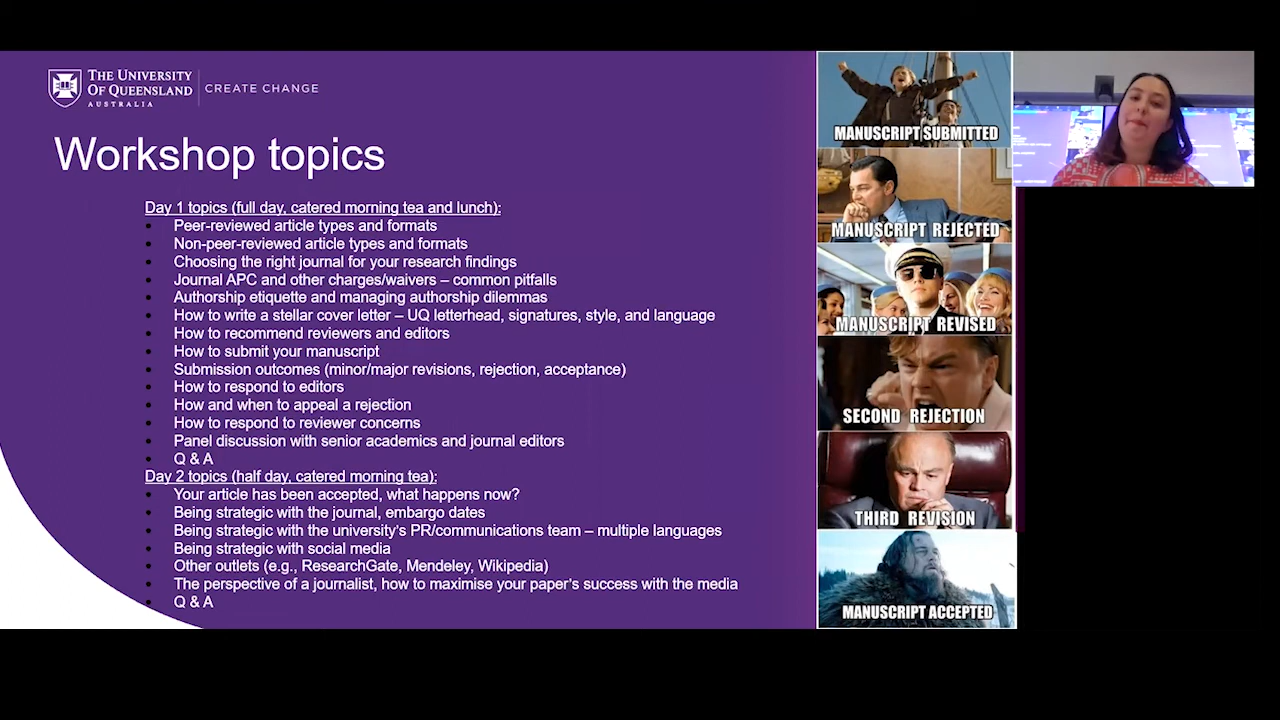 THE UNIVERSITY
OF QUEENSLAND
AUSTRALIA
CREATE CHANGE
Workshop topics
Day 1 topics (full day, catered morning tea and lunch):
• Peer-reviewed article types and formats
• Non-peer-reviewed article types and formats
• Choosing the right journal for your research findings
• Journal APC and other charges/waivers – common pitfalls
• Authorship etiquette and managing authorship dilemmas
• How to write a stellar cover letter – UQ letterhead, signatures, style, and language
• How to recommend reviewers and editors
• How to submit your manuscript
• Submission outcomes (minor/major revisions, rejection, acceptance)
• How to respond to editors
• How and when to appeal a rejection
• How to respond to reviewer concerns
• Panel discussion with senior academics and journal editors
• Q & A
Day 2 topics (half day, catered morning tea):
• Your article has been accepted, what happens now?
• Being strategic with the journal, embargo dates
• Being strategic with the university's PR/communications team – multiple languages
• Being strategic with social media
• Other outlets (e.g., ResearchGate, Mendeley, Wikipedia)
• The perspective of a journalist, how to maximise your paper's success with the media
• Q & A
MANUSCRIPT SUBMITTED
MANUSCRIPT REJECTED
MANUSCRIPT REVISED
SECOND REJECTION
THIRD REVISION
MANUSCRIPT ACCEPTED